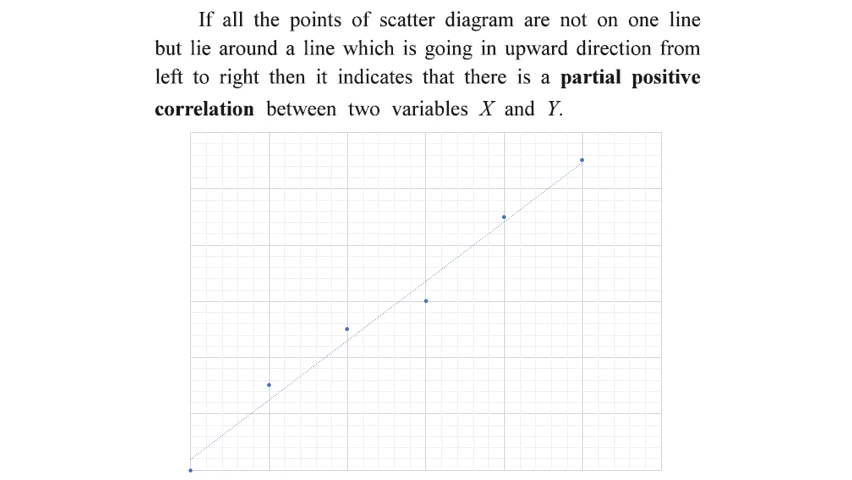 If all the points of scatter diagram are not on one line
but lie around a line which is going in upward direction from
left to right then it indicates that there is a partial positive
correlation between two variables X and Y.